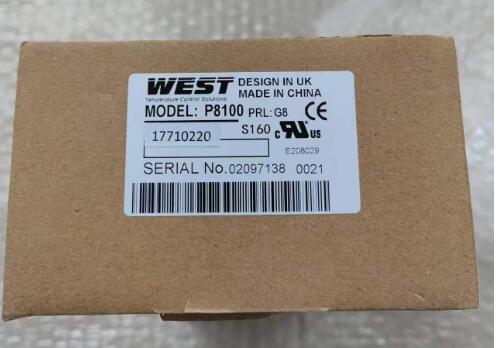 WEST DESIGN IN UK
Temperature Control Solutions MADE IN CHINA
MODEL: P8100 PRL: G8 CE
17710220 S160 c RU US
E208029
SERIAL No. 02097138 0021